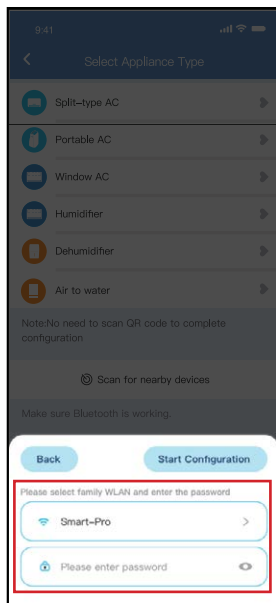 9:41
Select Appliance Type
Split-type AC
Portable AC
Window AC
Humidifier
Dehumidifier
Air to water
Note:No need to scan QR code to complete
configuration
Scan for nearby devices
Make sure Bluetooth is working.
Back
Start Configuration
Please select family WLAN and enter the password
Smart-Pro
Please enter password